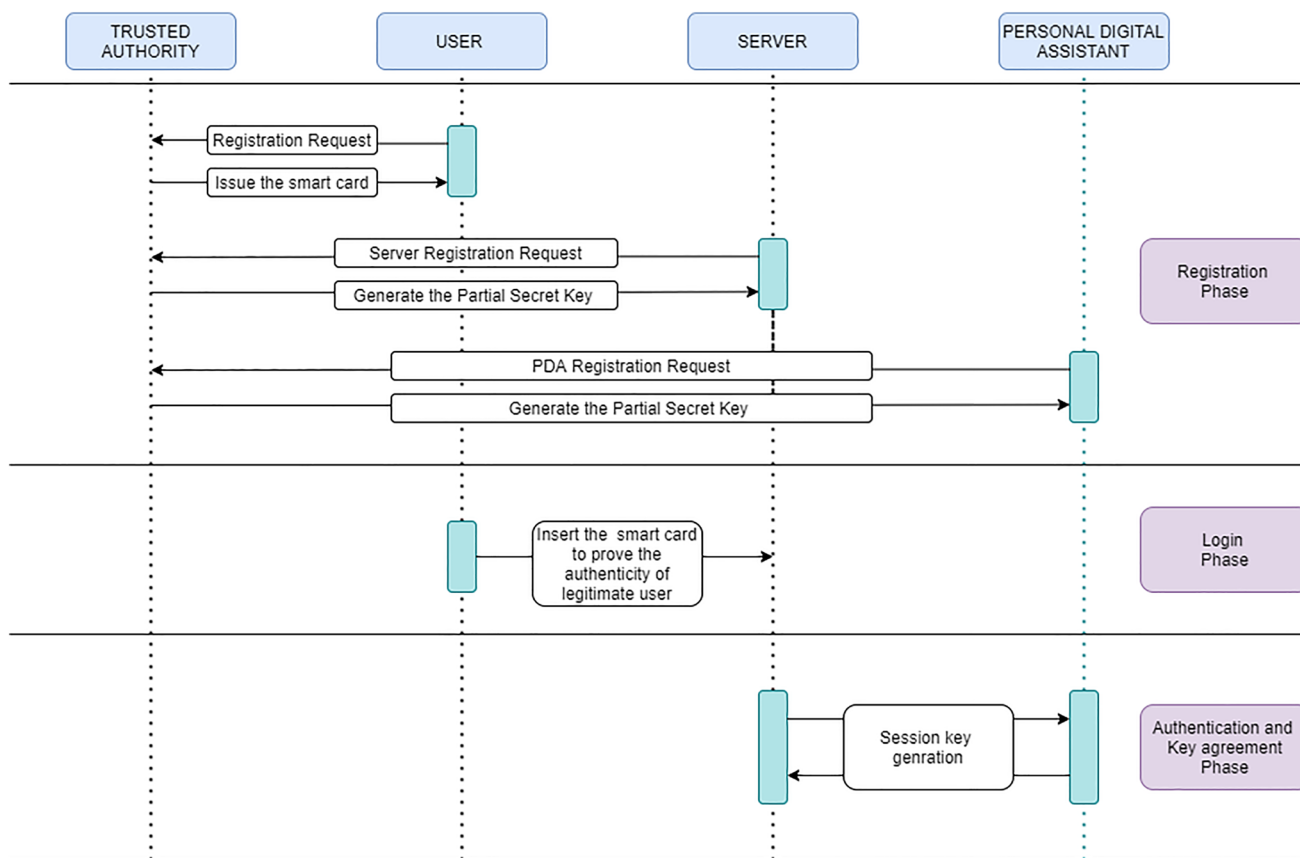 TRUSTED
AUTHORITY
USER
SERVER
PERSONAL DIGITAL
ASSISTANT
Registration Request
Issue the smart card
Server Registration Request
Generate the Partial Secret Key
Registration
Phase
PDA Registration Request
Generate the Partial Secret Key
Insert the smart card
to prove the
authenticity of
legitimate user
Login
Phase
Session key
genration
Authentication and
Key agreement
Phase